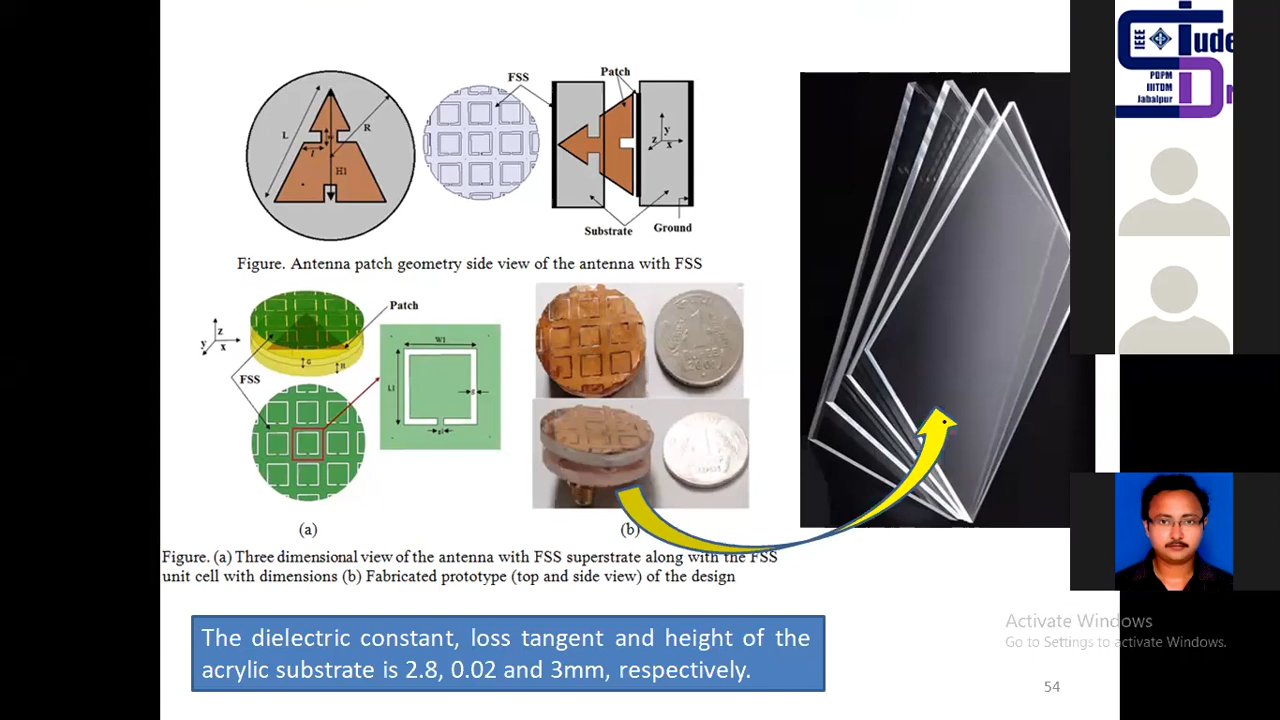 FSS
Patch
L
R
l
H1
y
z
x
Substrate
Ground
Figure. Antenna patch geometry side view of the antenna with FSS
Patch
z
y
x
G
H
FSS
W1
L1
g
g1
(a)
(b)
Figure. (a) Three dimensional view of the antenna with FSS superstrate along with the FSS
unit cell with dimensions (b) Fabricated prototype (top and side view) of the design
The dielectric constant, loss tangent and height of the
acrylic substrate is 2.8, 0.02 and 3mm, respectively.
IEEE
tude
PDPM
IIITDM
Jabalpur
Activate Windows
Go to Settings to activate Windows.
54